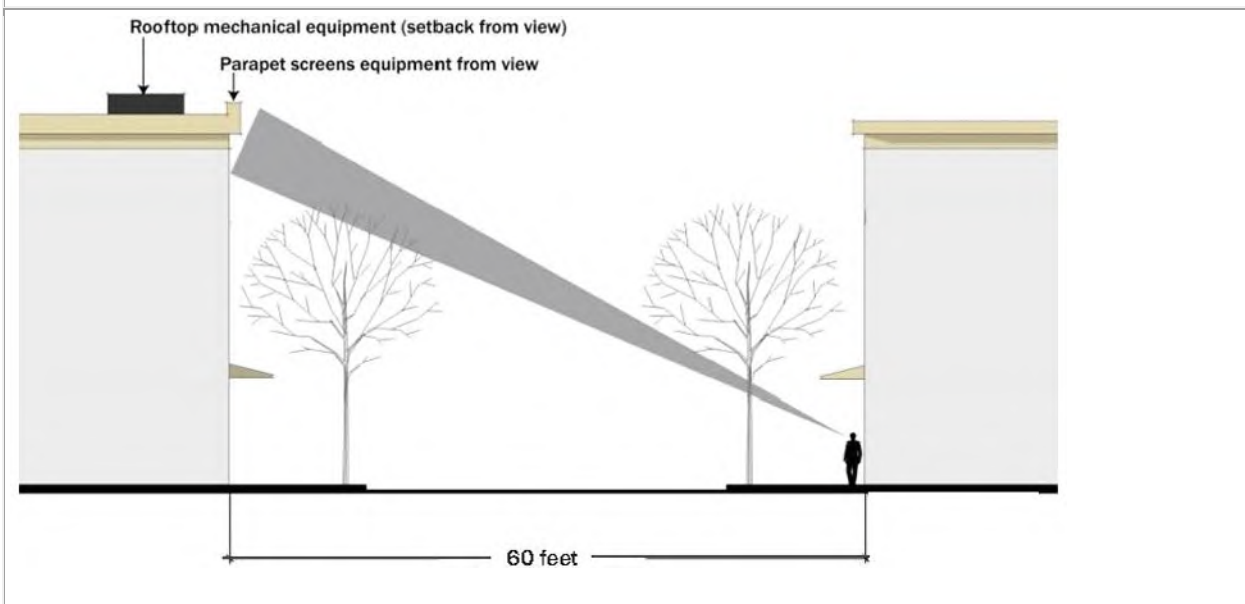 Rooftop mechanical equipment (setback from view)
Parapet screens equipment from view
60 feet